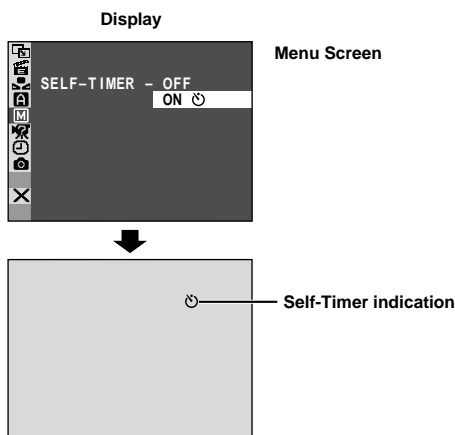 Display
Menu Screen
SELF–TIMER – OFF
ON
A
M
Self-Timer indication